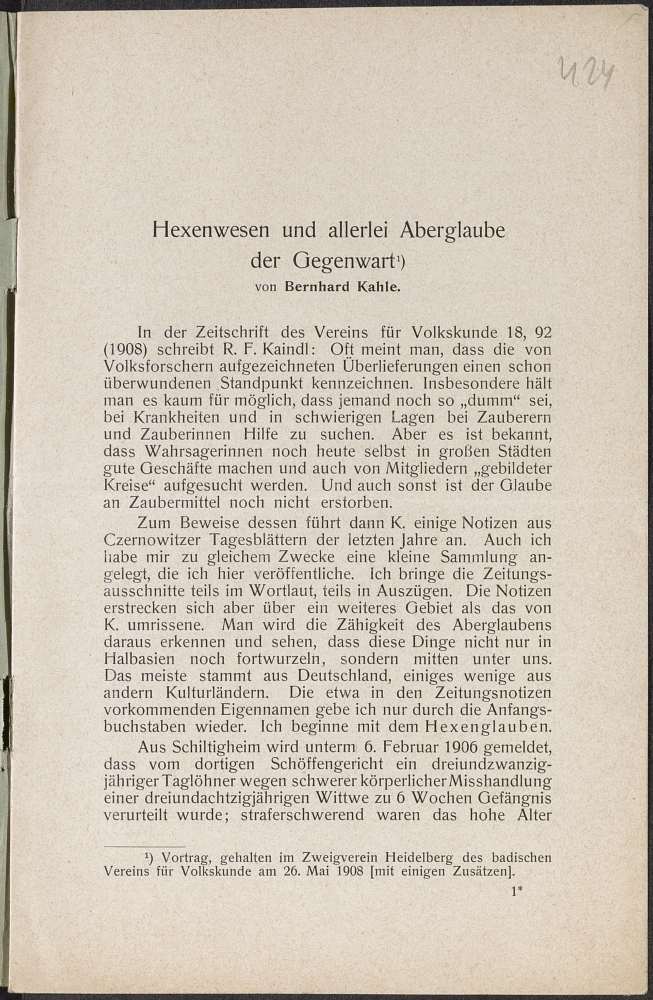 424
Hexenwesen und allerlei Aberglaube
der Gegenwart¹)
von Bernhard Kahle.
In der Zeitschrift des Vereins für Volkskunde 18, 92
(1908) schreibt R. F. Kaindl: Oft meint man, dass die von
Volksforschern aufgezeichneten Überlieferungen einen schon
überwundenen Standpunkt kennzeichnen. Insbesondere hält
man es kaum für möglich, dass jemand noch so „dumm“ sei,
bei Krankheiten und in schwierigen Lagen bei Zauberern
und Zauberinnen Hilfe zu suchen. Aber es ist bekannt,
dass Wahrsagerinnen noch heute selbst in großen Städten
gute Geschäfte machen und auch von Mitgliedern „gebildeter
Kreise“ aufgesucht werden. Und auch sonst ist der Glaube
an Zaubermittel noch nicht erstorben.
Zum Beweise dessen führt dann K. einige Notizen aus
Czernowitzer Tagesblättern der letzten Jahre an. Auch ich
habe mir zu gleichem Zwecke eine kleine Sammlung an-
gelegt, die ich hier veröffentliche. Ich bringe die Zeitungs-
ausschnitte teils im Wortlaut, teils in Auszügen. Die Notizen
erstrecken sich aber über ein weiteres Gebiet als das von
K. umrissene. Man wird die Zähigkeit des Aberglaubens
daraus erkennen und sehen, dass diese Dinge nicht nur in
Halbasien noch fortwurzeln, sondern mitten unter uns.
Das meiste stammt aus Deutschland, einiges wenige aus
andern Kulturländern. Die etwa in den Zeitungsnotizen
vorkommenden Eigennamen gebe ich nur durch die Anfangs-
buchstaben wieder. Ich beginne mit dem Hexenglauben.
Aus Schiltigheim wird unterm 6. Februar 1906 gemeldet,
dass vom dortigen Schöffengericht ein dreiundzwanzig-
jähriger Taglöhner wegen schwerer körperlicher Misshandlung
einer dreiundachtzigjährigen Wittwe zu 6 Wochen Gefängnis
verurteilt wurde; straferschwerend waren das hohe Alter
¹) Vortrag, gehalten im Zweigverein Heidelberg des badischen
Vereins für Volkskunde am 26. Mai 1908 [mit einigen Zusätzen].
1*